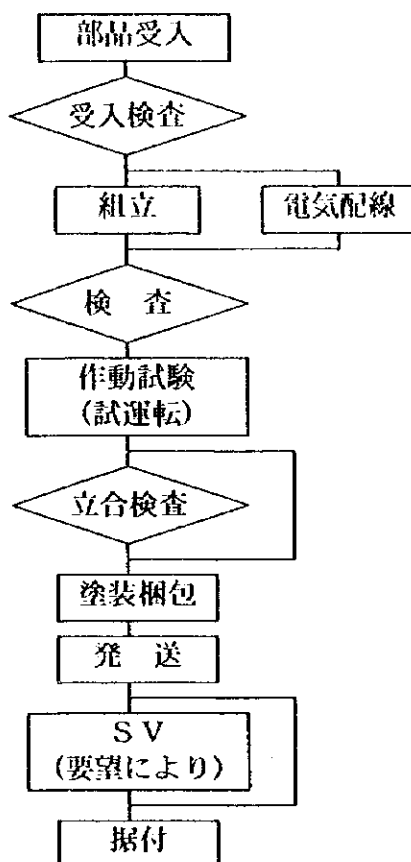 部品受入
受入検査
組立
電気配線
検　査
作動試験
(試運転)
立合検査
塗装梱包
発　送
ＳＶ
(要望により)
据付